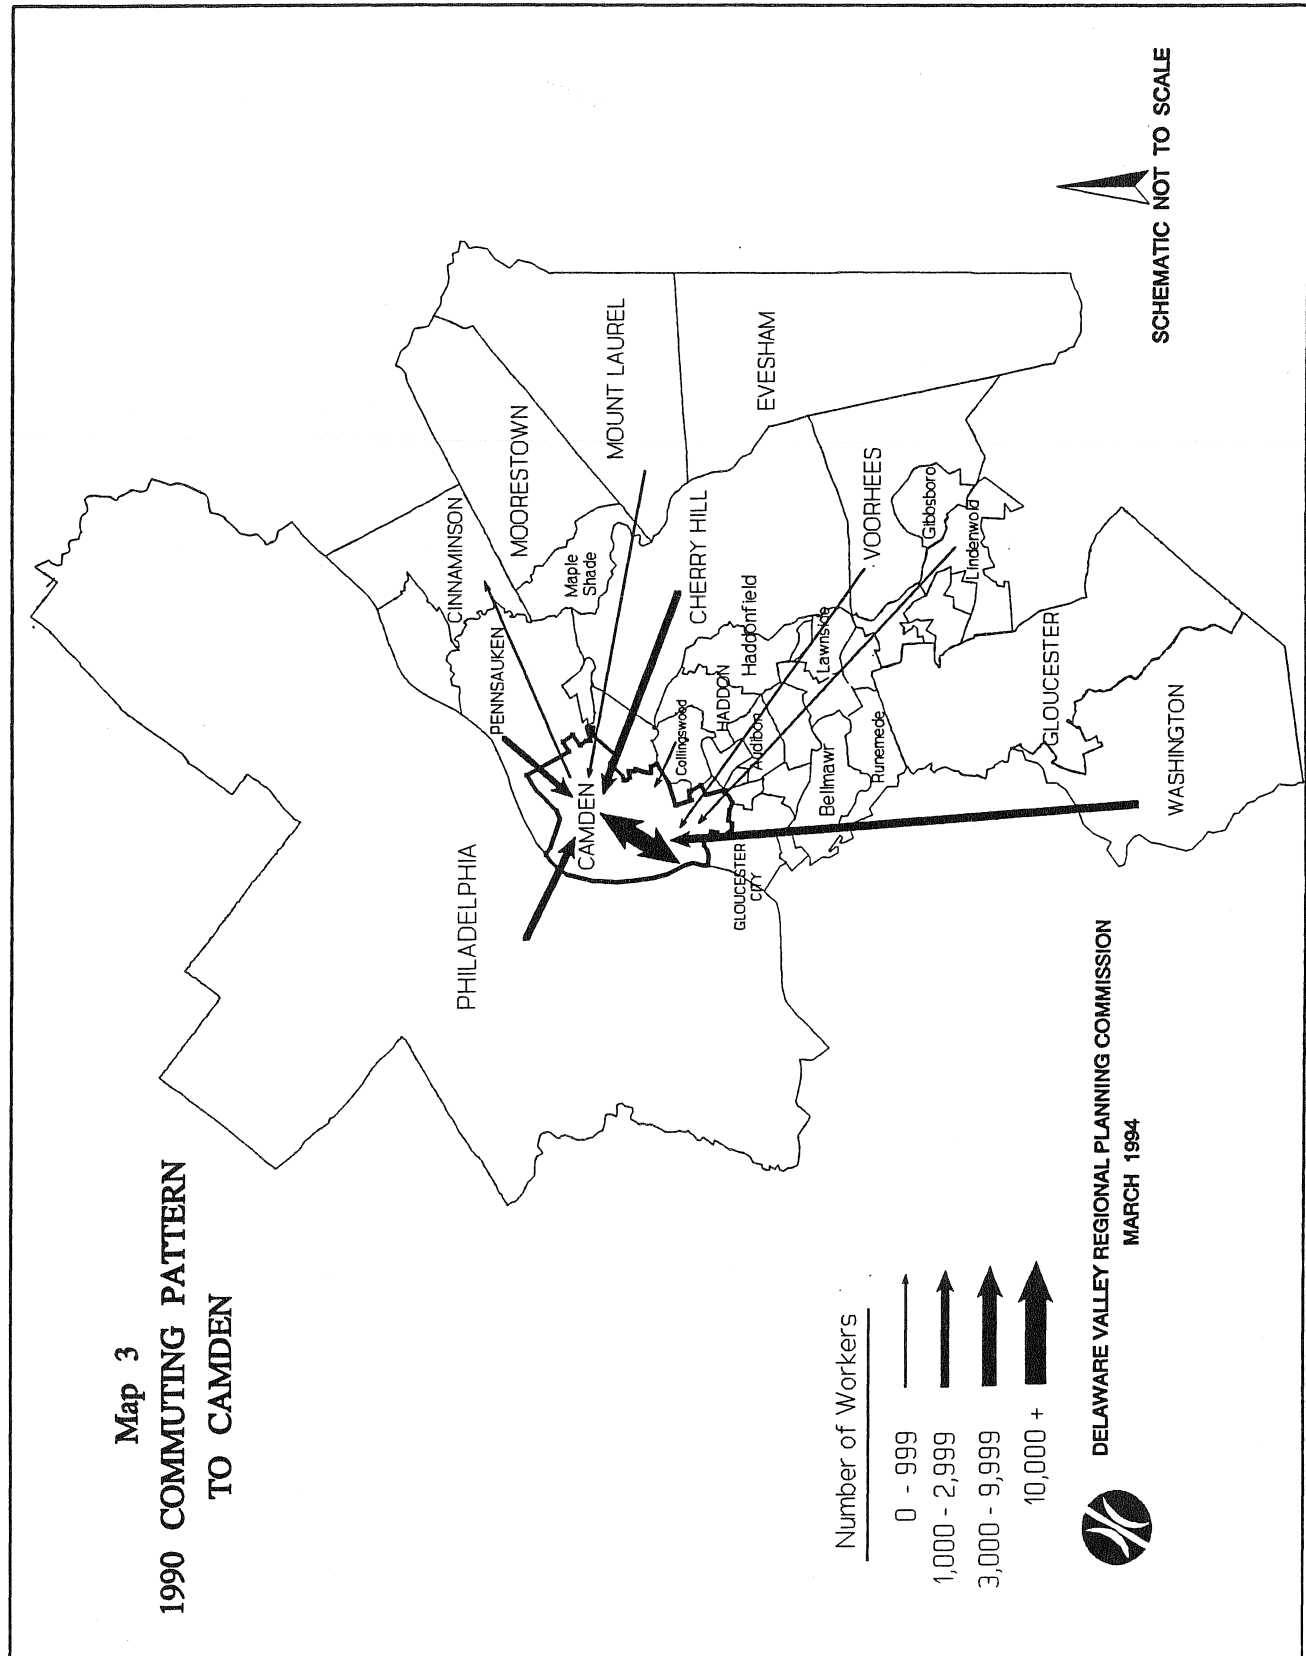 Map 3
1990 COMMUTING PATTERN
TO CAMDEN
PHILADELPHIA
CAMDEN
PENNSAUKEN
CINNAMINSON
MOORESTOWN
Maple
Shade
MOUNT LAUREL
CHERRY HILL
EVESHAM
Collingswood
HADDON
Haddonfield
Audibon
GLOUCESTER
CITY
Bellmawr
Runemede
Lawnside
VOORHEES
Gibbsboro
Lindenwold
GLOUCESTER
WASHINGTON
Number of Workers
0 - 999
1,000 - 2,999
3,000 - 9,999
10,000 +
DELAWARE VALLEY REGIONAL PLANNING COMMISSION
MARCH 1994
SCHEMATIC NOT TO SCALE